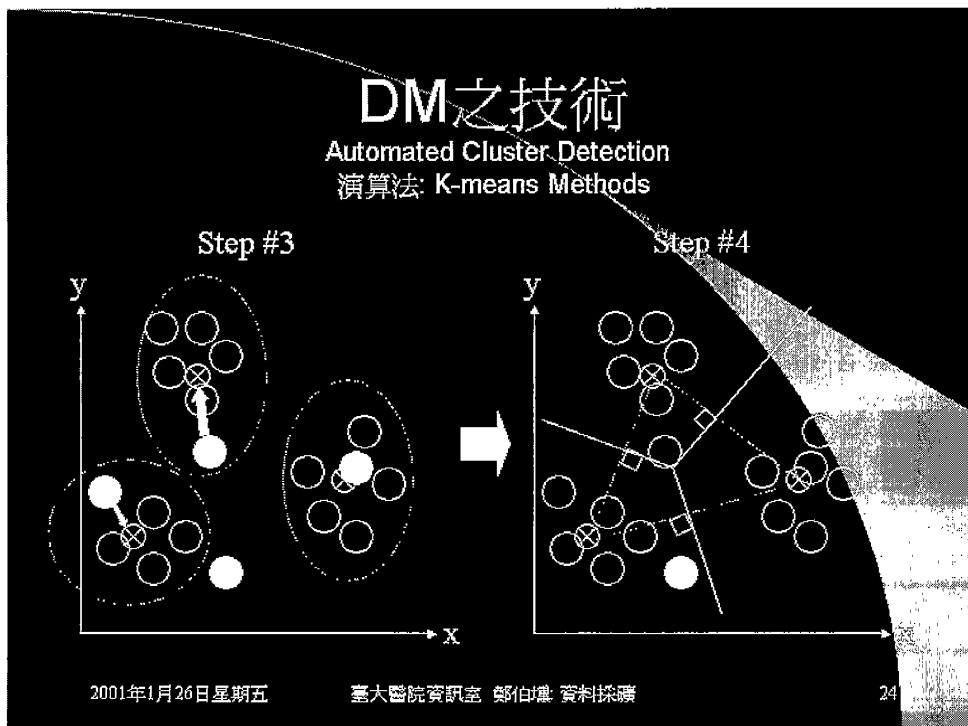 DM之技術
Automated Cluster Detection
演算法: K-means Methods
Step #3
Step #4
y
x
y
x
2001年1月26日星期五
臺大醫院資訊室 鄭伯壎: 資料採礦
24